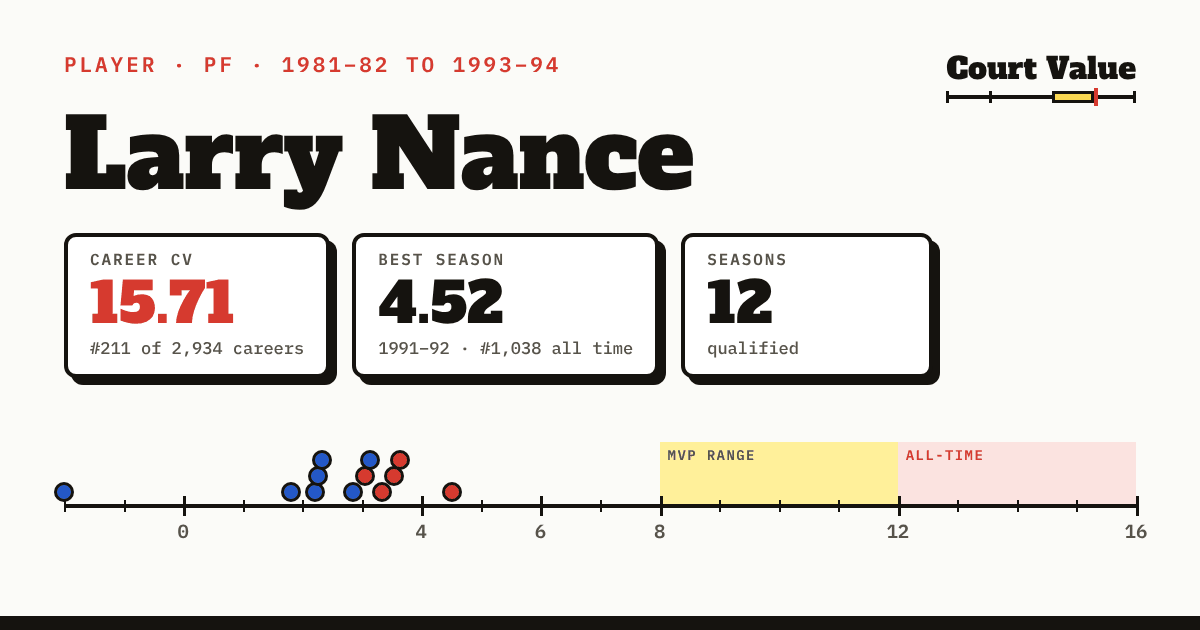 PLAYER · PF · 1981–82 TO 1993–94
Court Value
Larry Nance
CAREER CV
15.71
#211 of 2,934 careers
BEST SEASON
4.52
1991–92 · #1,038 all time
SEASONS
12
qualified
MVP RANGE
ALL-TIME
0 4 6 8 12 16